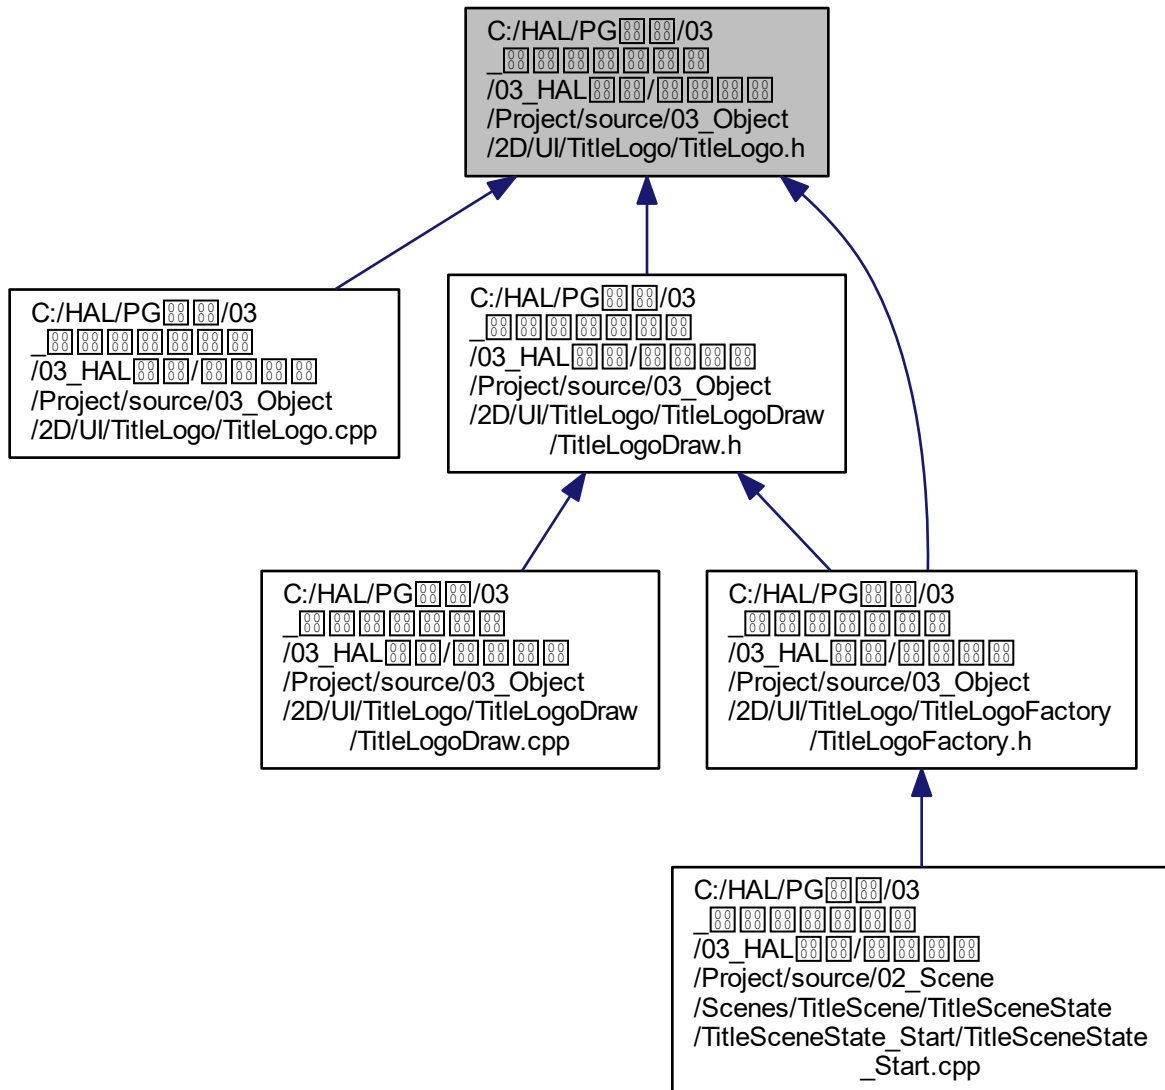 C:/HAL/PG/03
_
/03_HAL/
/Project/source/03_Object
/2D/UI/TitleLogo/TitleLogo.h
C:/HAL/PG/03
_
/03_HAL/
/Project/source/03_Object
/2D/UI/TitleLogo/TitleLogo.cpp
C:/HAL/PG/03
_
/03_HAL/
/Project/source/03_Object
/2D/UI/TitleLogo/TitleLogoDraw
/TitleLogoDraw.h
C:/HAL/PG/03
_
/03_HAL/
/Project/source/03_Object
/2D/UI/TitleLogo/TitleLogoDraw
/TitleLogoDraw.cpp
C:/HAL/PG/03
_
/03_HAL/
/Project/source/03_Object
/2D/UI/TitleLogo/TitleLogoFactory
/TitleLogoFactory.h
C:/HAL/PG/03
_
/03_HAL/
/Project/source/02_Scene
/Scenes/TitleScene/TitleSceneState
/TitleSceneState_Start/TitleSceneState
_Start.cpp